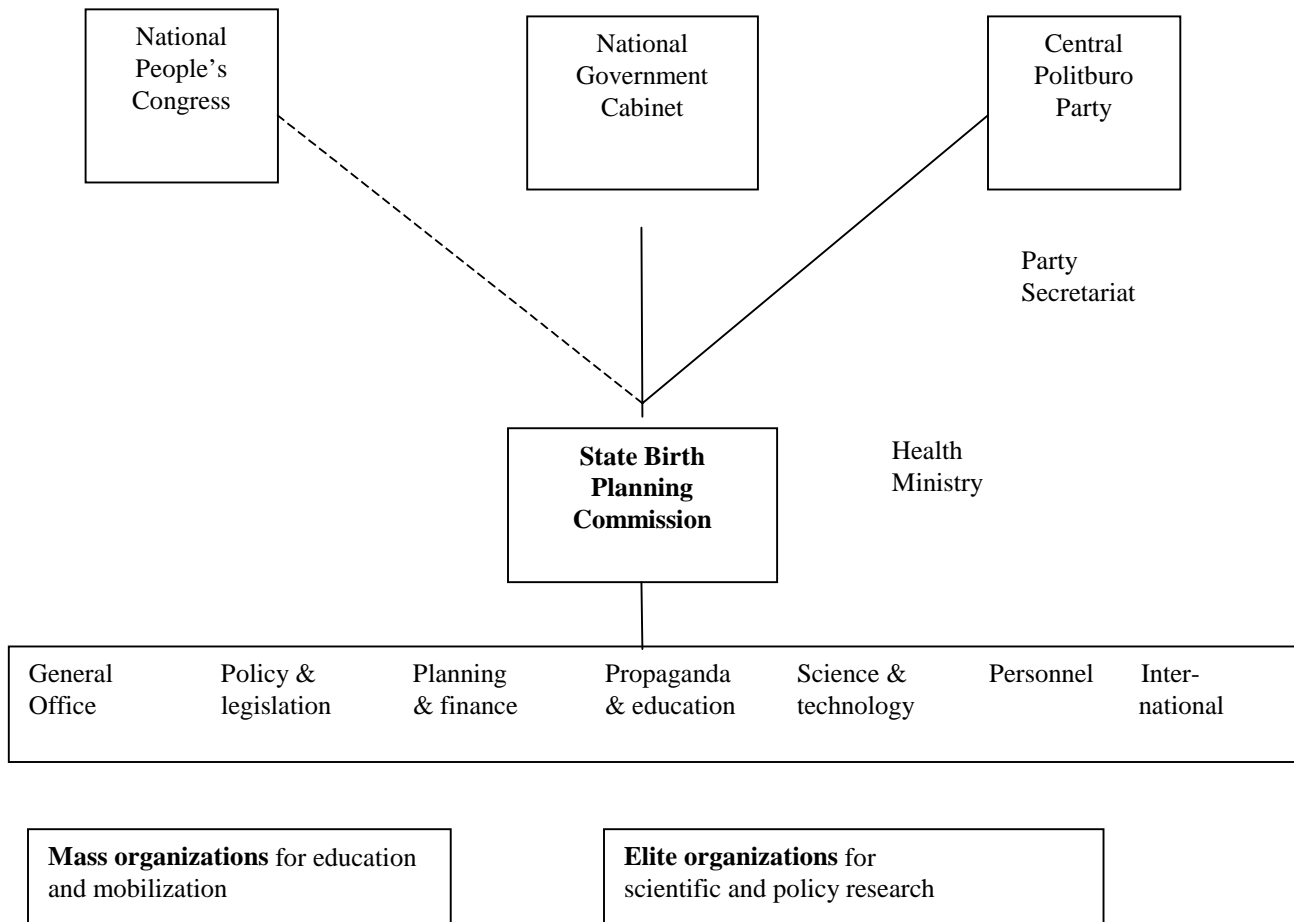 National
People’s
Congress
National
Government
Cabinet
Central
Politburo
Party
Party
Secretariat
State Birth
Planning
Commission
Health
Ministry
General
Office
Policy &
legislation
Planning
& finance
Propaganda
& education
Science &
technology
Personnel
Inter-
national
Mass organizations for education
and mobilization
Elite organizations for
scientific and policy research